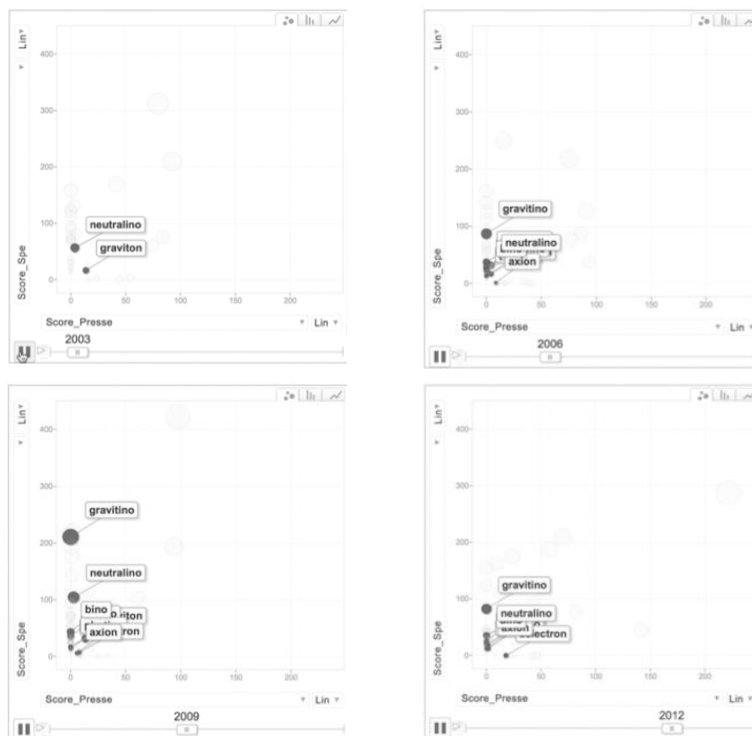 Lin
400
300
200
100
0
neutralino
graviton
Score_Spe
0 50 100 150 200
Score_Presse Lin
2003
Lin
400
300
200
100
0
gravitino
neutralino
axion
Score_Spe
0 50 100 150 200
Score_Presse Lin
2006
Lin
400
300
200
100
0
gravitino
neutralino
bino
axion
Score_Spe
0 50 100 150 200
Score_Presse Lin
2009
Lin
400
300
200
100
0
gravitino
neutralino
axion
selectron
Score_Spe
0 50 100 150 200
Score_Presse Lin
2012